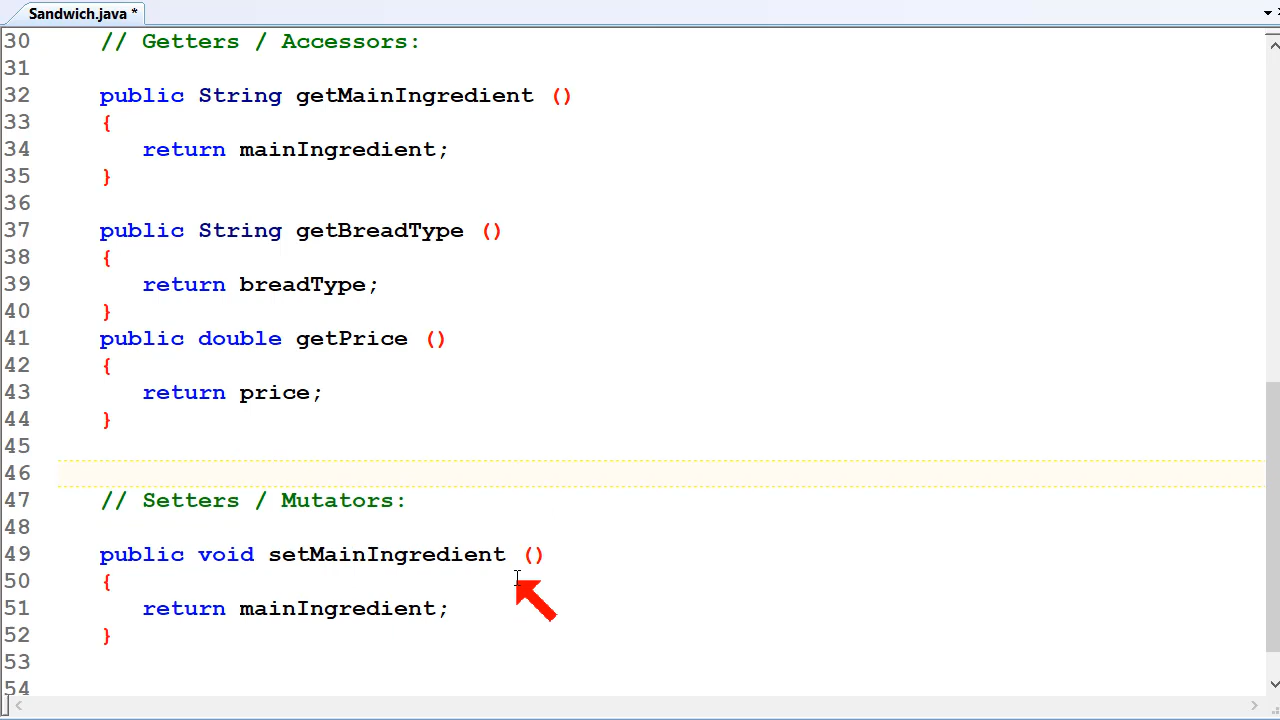 Sandwich.java *
30 // Getters / Accessors:
31
32 public String getMainIngredient ()
33 {
34 return mainIngredient;
35 }
36
37 public String getBreadType ()
38 {
39 return breadType;
40 }
41 public double getPrice ()
42 {
43 return price;
44 }
45
46
47 // Setters / Mutators:
48
49 public void setMainIngredient ()
50 {
51 return mainIngredient;
52 }
53
54